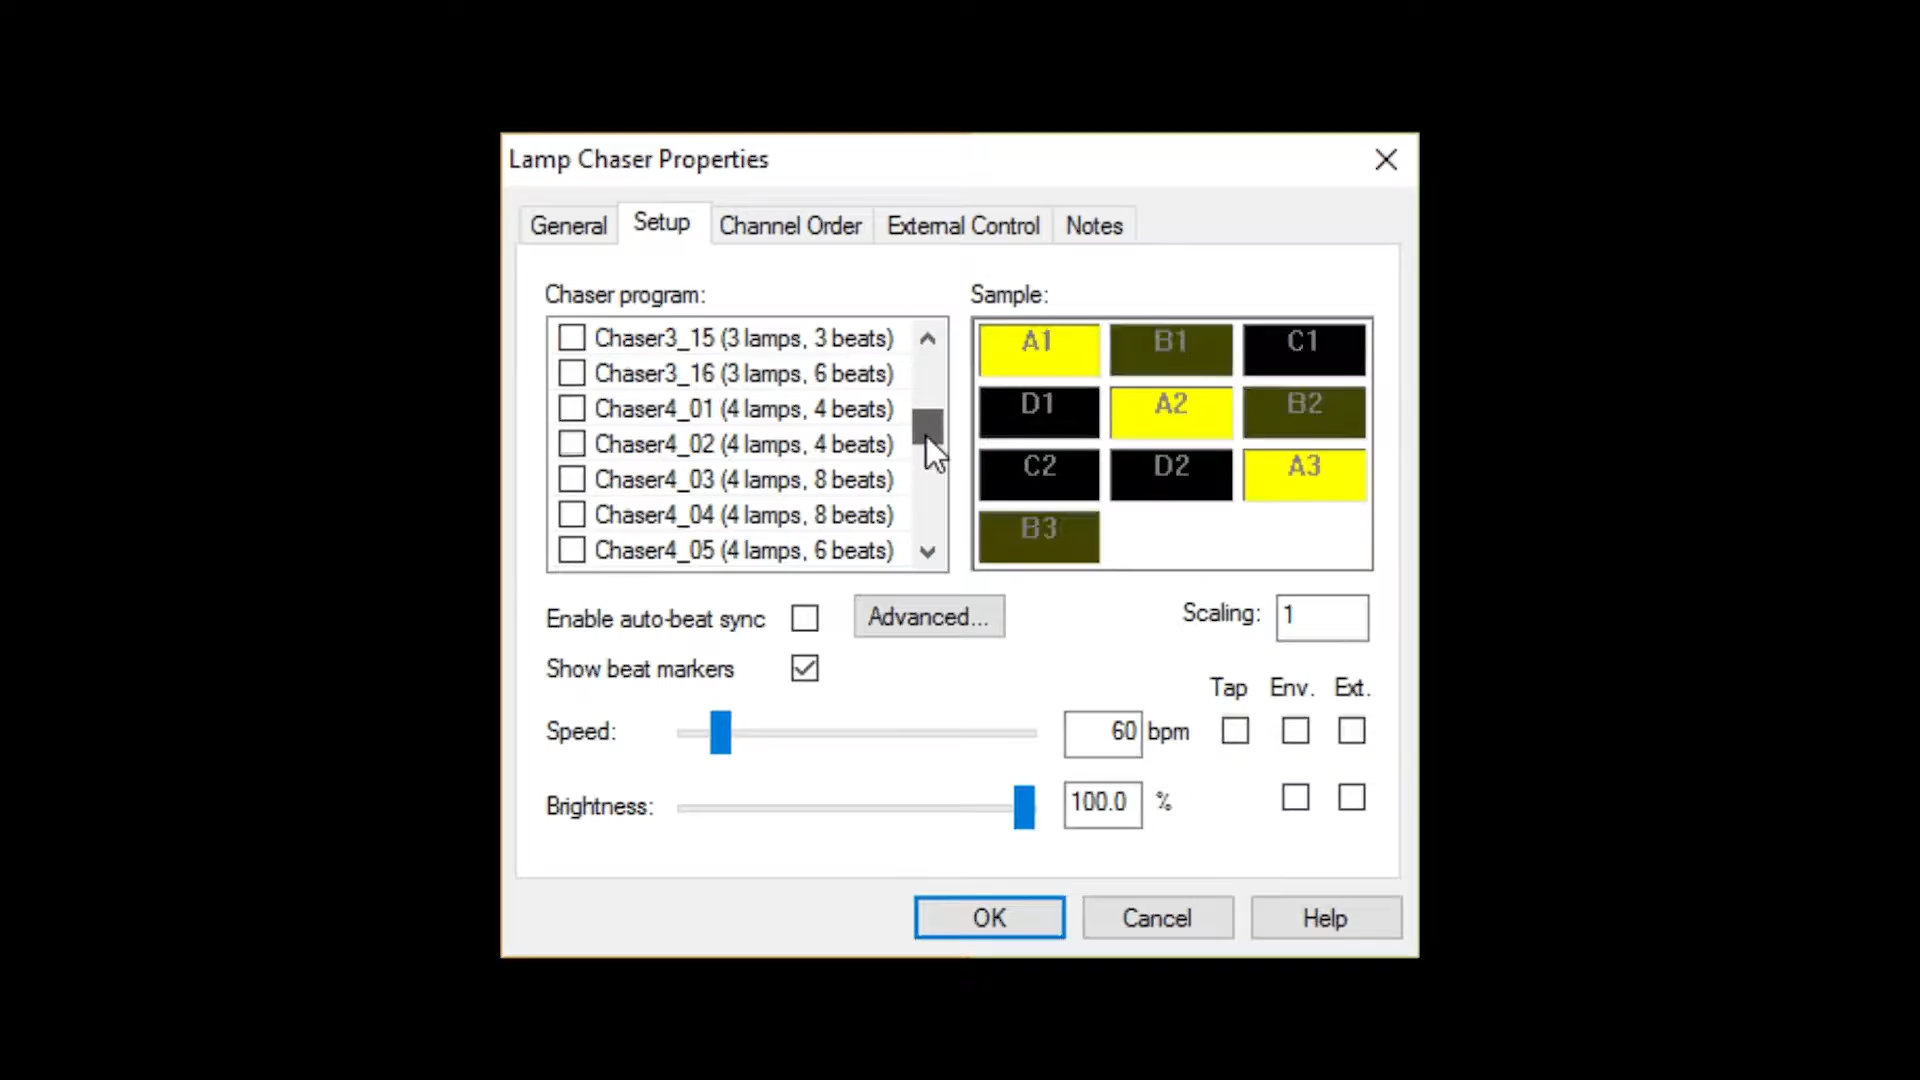 Lamp Chaser Properties
General Setup Channel Order External Control Notes
Chaser program:
Chaser3_15 (3 lamps, 3 beats)
Chaser3_16 (3 lamps, 6 beats)
Chaser4_01 (4 lamps, 4 beats)
Chaser4_02 (4 lamps, 4 beats)
Chaser4_03 (4 lamps, 8 beats)
Chaser4_04 (4 lamps, 8 beats)
Chaser4_05 (4 lamps, 6 beats)
Sample:
A1 B1 C1
D1 A2 B2
C2 D2 A3
B3
Enable auto-beat sync Advanced... Scaling: 1
Show beat markers
Tap Env. Ext.
Speed: 60 bpm
Brightness: 100.0 %
OK Cancel Help